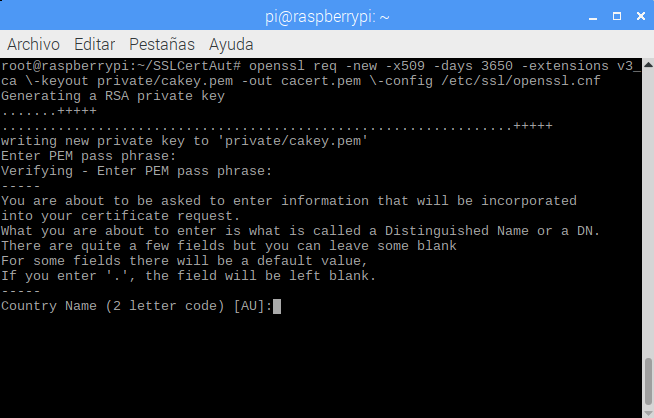 pi@raspberrypi: ~
Archivo Editar Pestañas Ayuda
root@raspberrypi:~/SSLCertAut# openssl req -new -x509 -days 3650 -extensions v3_
ca \-keyout private/cakey.pem -out cacert.pem \-config /etc/ssl/openssl.cnf
Generating a RSA private key
.......+++++
................................................................+++++
writing new private key to 'private/cakey.pem'
Enter PEM pass phrase:
Verifying - Enter PEM pass phrase:
-----
You are about to be asked to enter information that will be incorporated
into your certificate request.
What you are about to enter is what is called a Distinguished Name or a DN.
There are quite a few fields but you can leave some blank
For some fields there will be a default value,
If you enter '.', the field will be left blank.
-----
Country Name (2 letter code) [AU]: